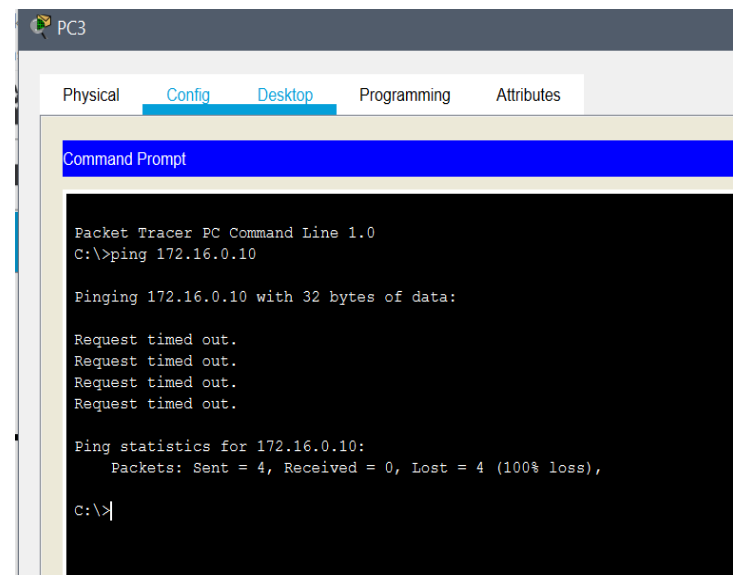 PC3
Physical Config Desktop Programming Attributes
Command Prompt
Packet Tracer PC Command Line 1.0
C:\>ping 172.16.0.10
Pinging 172.16.0.10 with 32 bytes of data:
Request timed out.
Request timed out.
Request timed out.
Request timed out.
Ping statistics for 172.16.0.10:
Packets: Sent = 4, Received = 0, Lost = 4 (100% loss),
C:\>